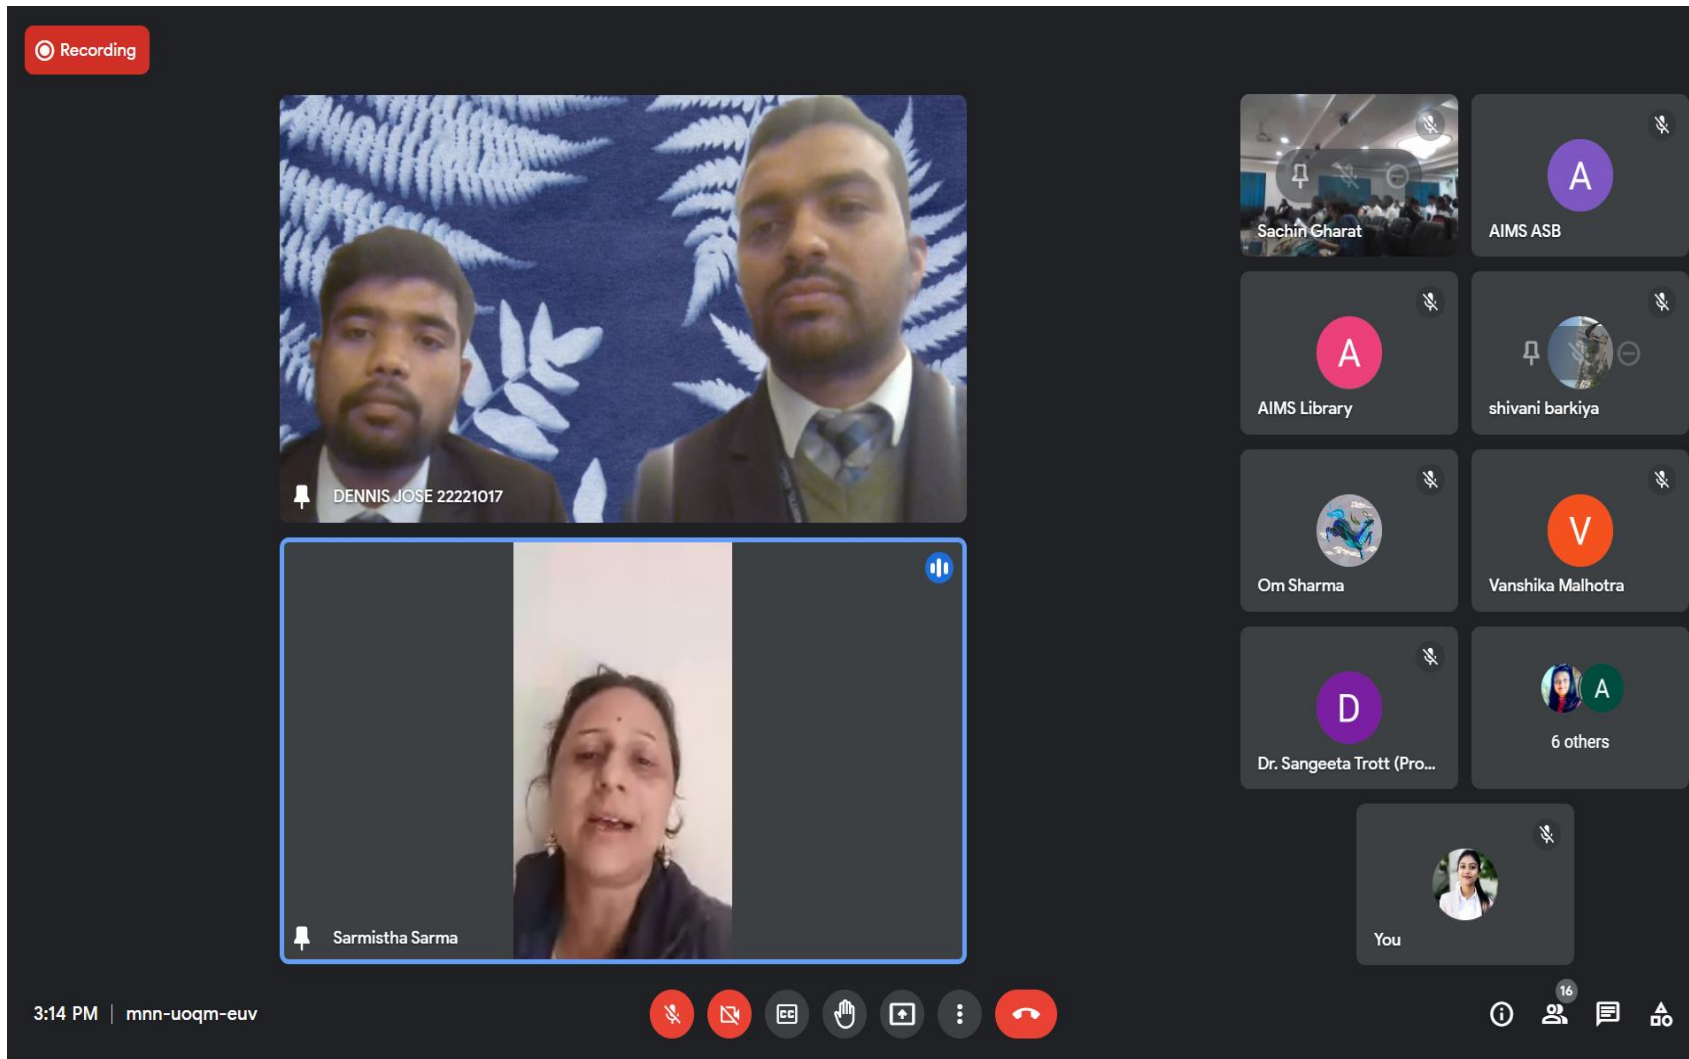 Recording
DENNIS JOSE 22221017
Sarmistha Sarma
Sachin Gharat
A
AIMS ASB
A
AIMS Library
shivani barkiya
Om Sharma
V
Vanshika Malhotra
D
Dr. Sangeeta Trott (Pro...
A
6 others
You
3:14 PM | mnn-uoqm-euv
CC
16